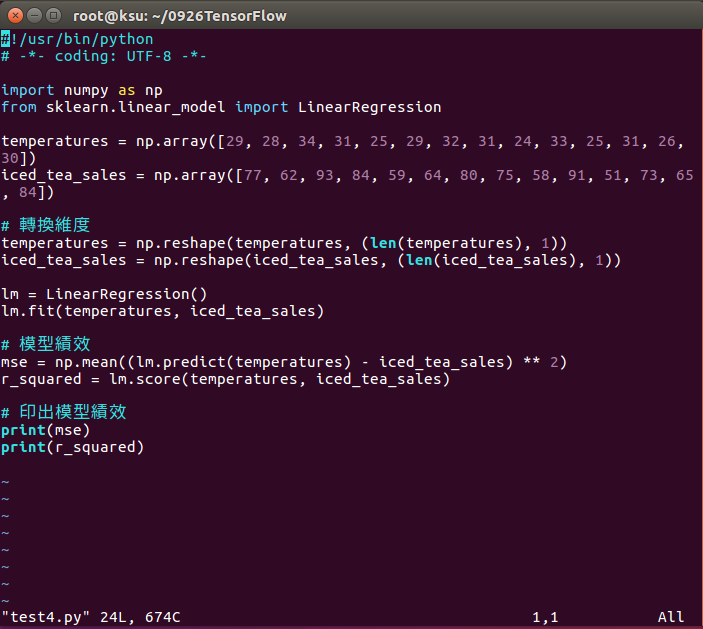 root@ksu: ~/0926TensorFlow
#!/usr/bin/python
# -*- coding: UTF-8 -*-
import numpy as np
from sklearn.linear_model import LinearRegression
temperatures = np.array([29, 28, 34, 31, 25, 29, 32, 31, 24, 33, 25, 31, 26,
30])
iced_tea_sales = np.array([77, 62, 93, 84, 59, 64, 80, 75, 58, 91, 51, 73, 65
, 84])
# 轉換維度
temperatures = np.reshape(temperatures, (len(temperatures), 1))
iced_tea_sales = np.reshape(iced_tea_sales, (len(iced_tea_sales), 1))
lm = LinearRegression()
lm.fit(temperatures, iced_tea_sales)
# 模型績效
mse = np.mean((lm.predict(temperatures) - iced_tea_sales) ** 2)
r_squared = lm.score(temperatures, iced_tea_sales)
# 印出模型績效
print(mse)
print(r_squared)
~
~
~
~
~
~
~
~
"test4.py" 24L, 674C 1,1 All